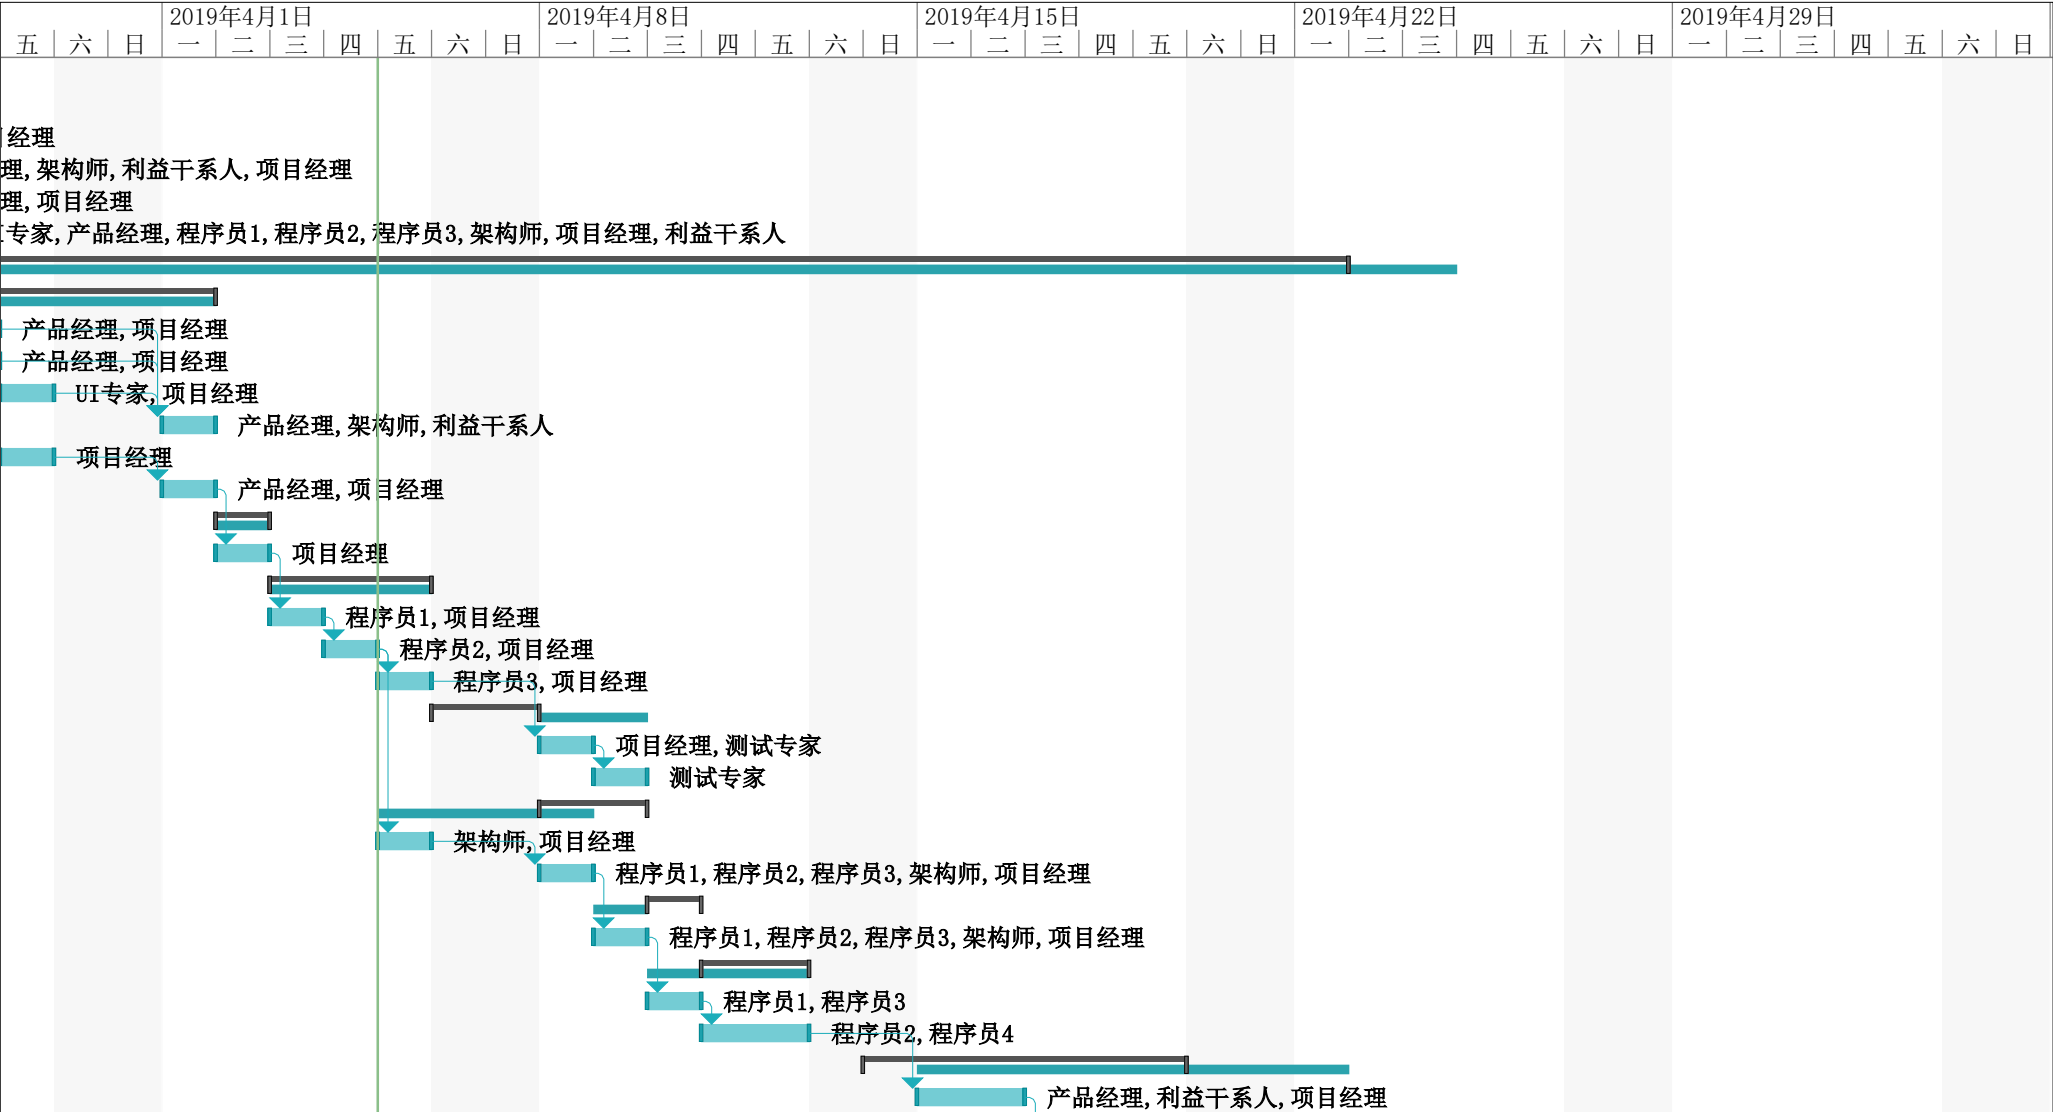 2019年4月1日 2019年4月8日 2019年4月15日 2019年4月22日 2019年4月29日
五 六 日 一 二 三 四 五 六 日 一 二 三 四 五 六 日 一 二 三 四 五 六 日 一 二 三 四 五 六 日 一 二 三 四 五 六 日
经理
理,架构师,利益干系人,项目经理
理,项目经理
专家,产品经理,程序员1,程序员2,程序员3,架构师,项目经理,利益干系人
产品经理,项目经理
产品经理,项目经理
UI专家,项目经理
产品经理,架构师,利益干系人
项目经理
产品经理,项目经理
项目经理
程序员1,项目经理
程序员2,项目经理
程序员3,项目经理
项目经理,测试专家
测试专家
架构师,项目经理
程序员1,程序员2,程序员3,架构师,项目经理
程序员1,程序员2,程序员3,架构师,项目经理
程序员1,程序员3
程序员2,程序员4
产品经理,利益干系人,项目经理